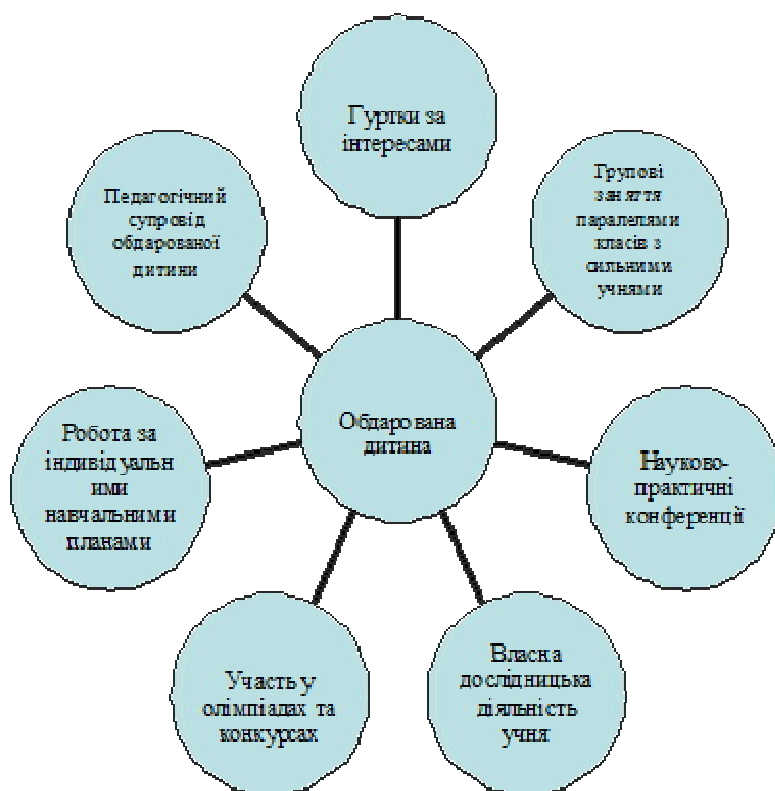 Гуртки за
інтересами
Групові
заняття
паралелями
класів з
сильними
учнями
Педагогічний
супровід
обдарованої
дитини
Обдарована
дитина
Робота за
індивідуальн
ими
навчальними
планами
Науково-
практичні
конференції
Участь у
олімпіадах та
конкурсах
Власна
дослідницька
діяльність
учня